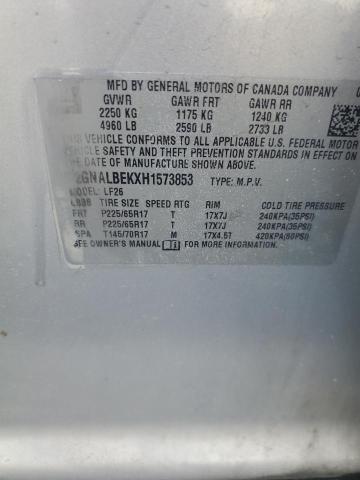 MFD BY GENERAL MOTORS OF CANADA COMPANY 0
GVWR GAWR FRT GAWR RR
2250 KG 1175 KG 1240 KG
4960 LB 2590 LB 2733 LB
VEHICLE CONFORMS TO ALL APPLICABLE U.S. FEDERAL MOTOR
VEHICLE SAFETY AND THEFT PREVENTION STANDARDS IN EFFECT ON
THE DATE OF MANUFACTURE SHOWN ABOVE.
2GNALBEKXH1573853 TYPE: M.P.V.
MODEL: LF26
TIRE SIZE SPEED RTG RIM COLD TIRE PRESSURE
FRT P225/65R17 T 17X7J 240KPA(35PSI)
RR P225/65R17 T 17X7J 240KPA(35PSI)
SPA T145/70R17 M 17X4.5T 420KPA(60PSI)
SEE OWNER'S MANUAL FOR ADDITIONAL INFORMATION.